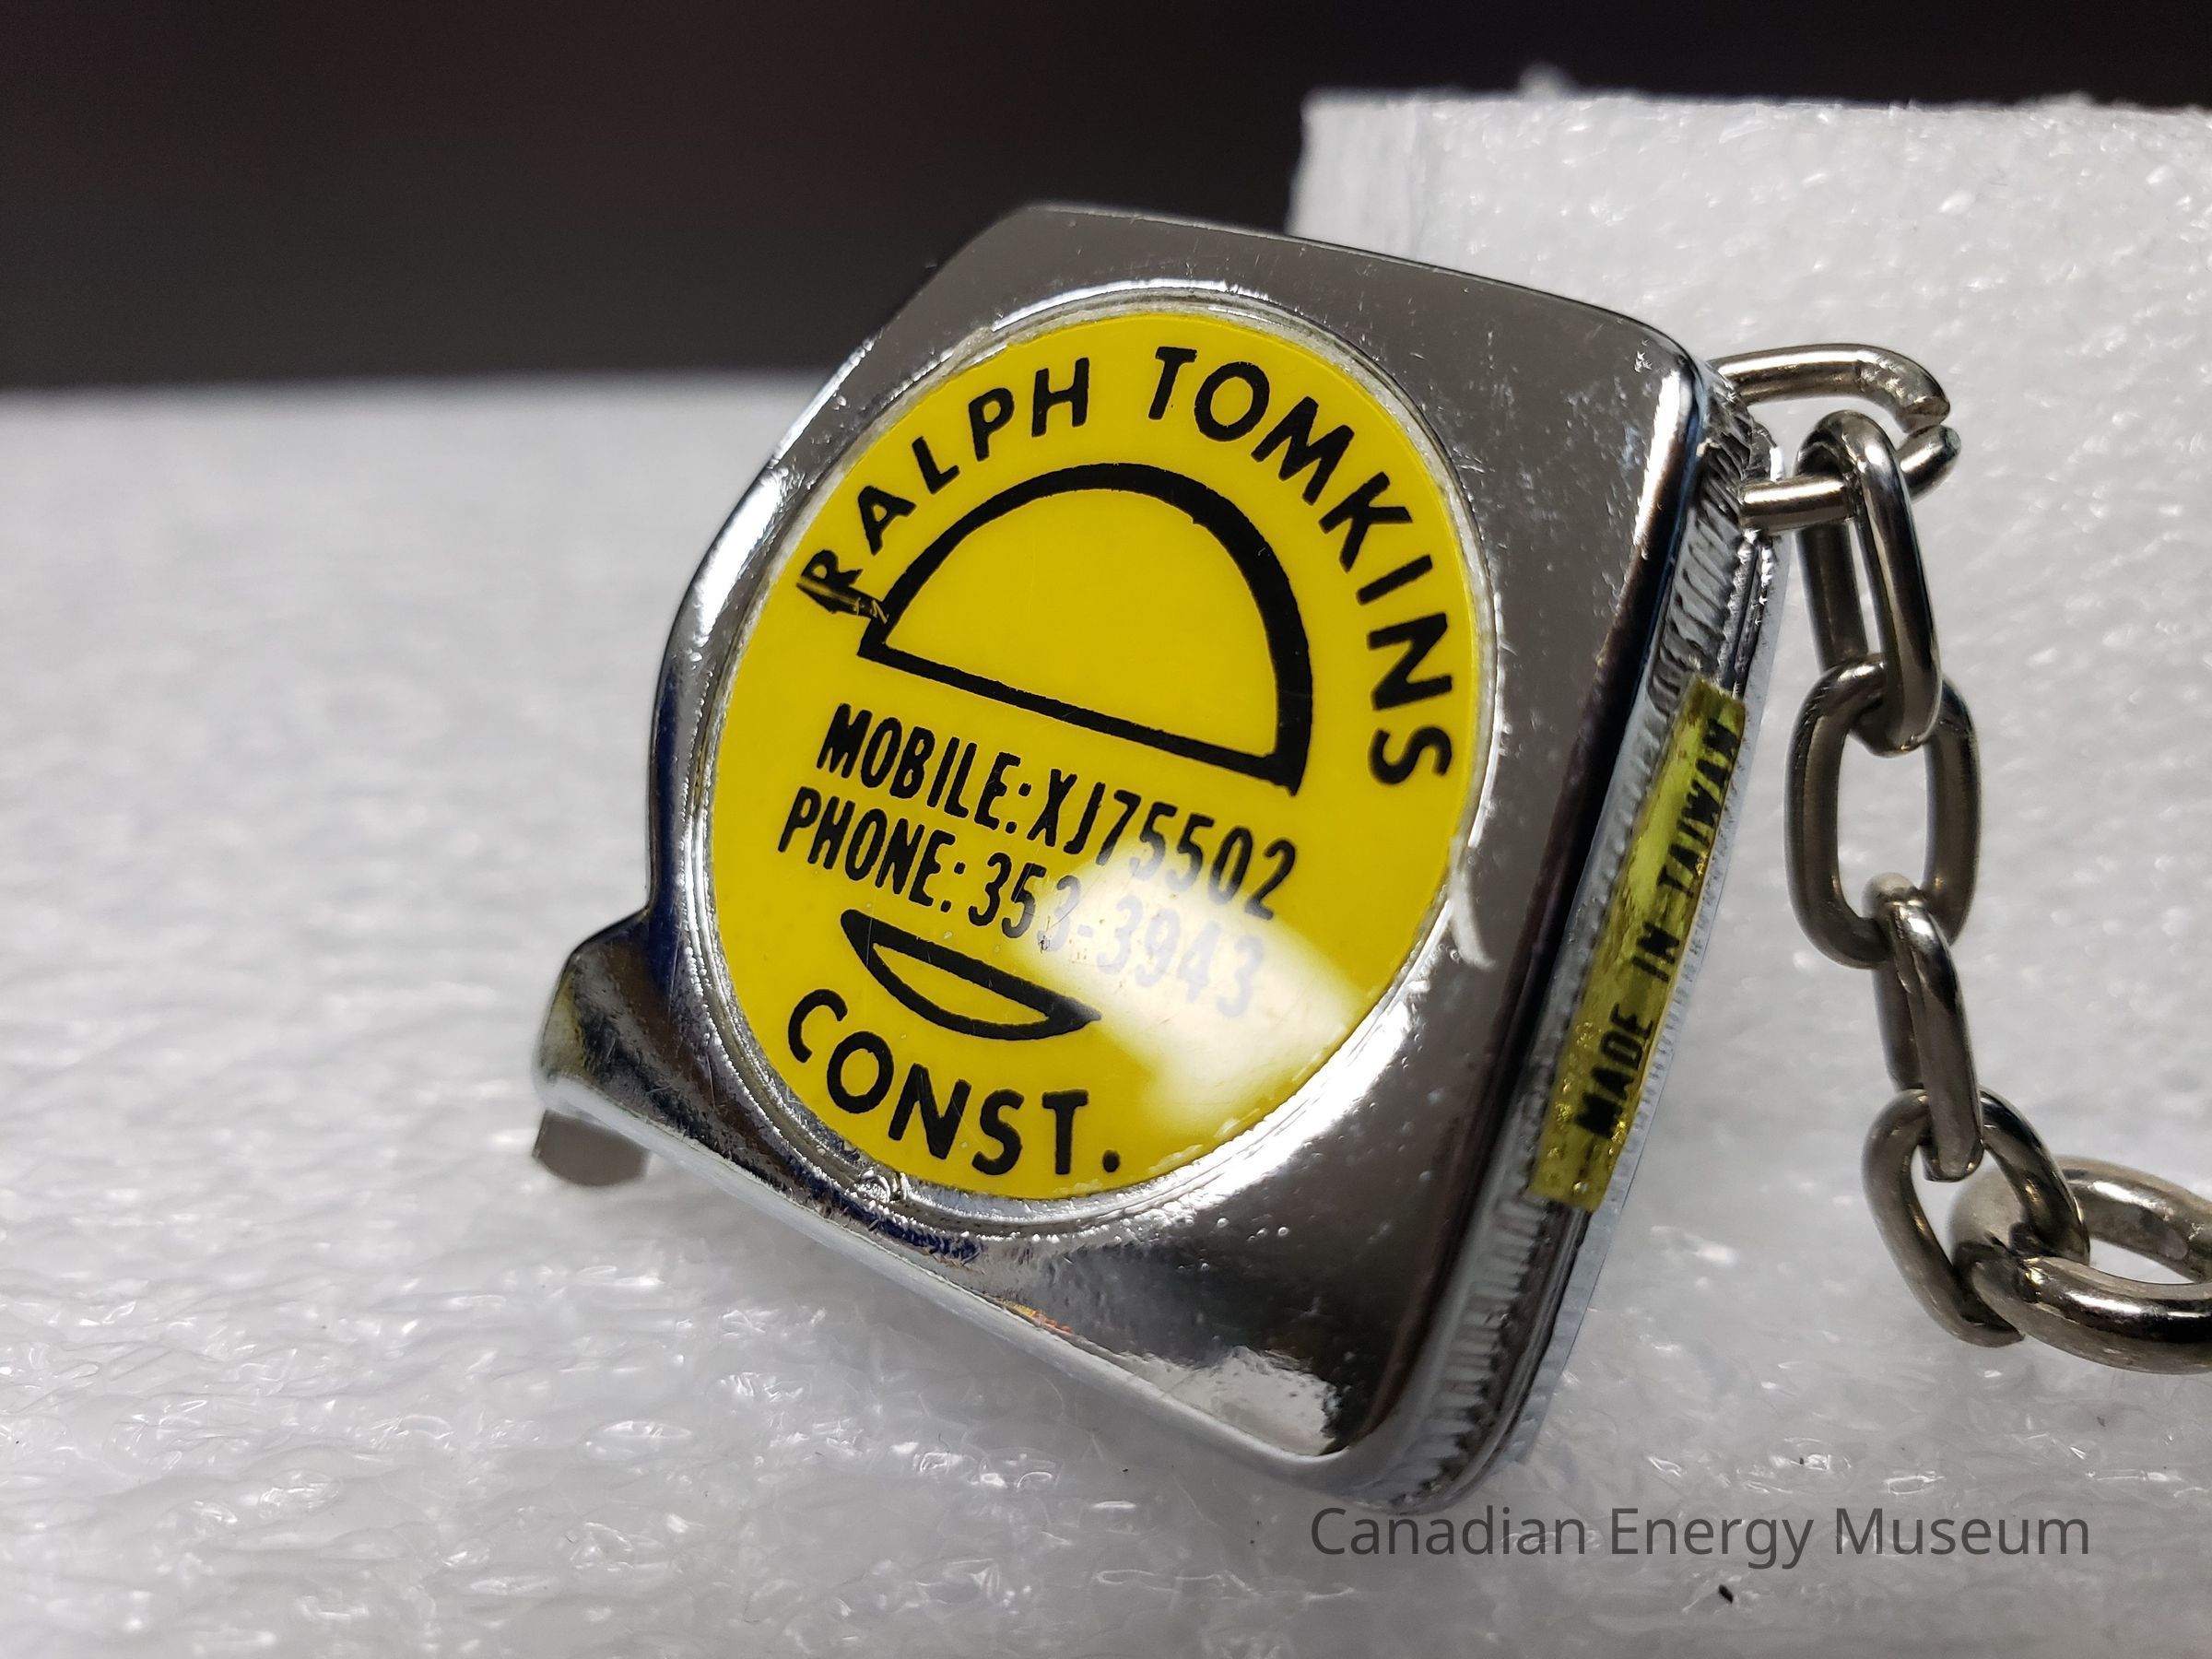 RALPH TOMKINS
MOBILE: XJ75502
PHONE: 353-3943
CONST.
MADE IN TAIWAN
Canadian Energy Museum